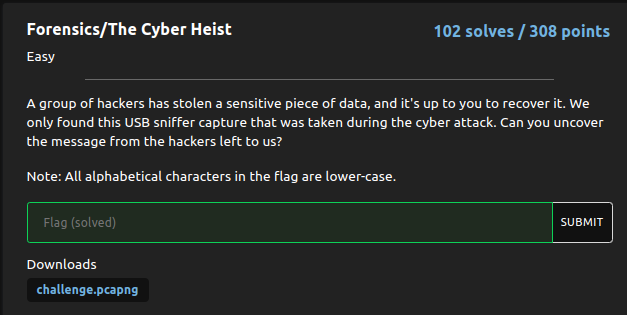 Forensics/The Cyber Heist
102 solves / 308 points
Easy
A group of hackers has stolen a sensitive piece of data, and it's up to you to recover it. We
only found this USB sniffer capture that was taken during the cyber attack. Can you uncover
the message from the hackers left to us?
Note: All alphabetical characters in the flag are lower-case.
Flag (solved)
SUBMIT
Downloads
challenge.pcapng